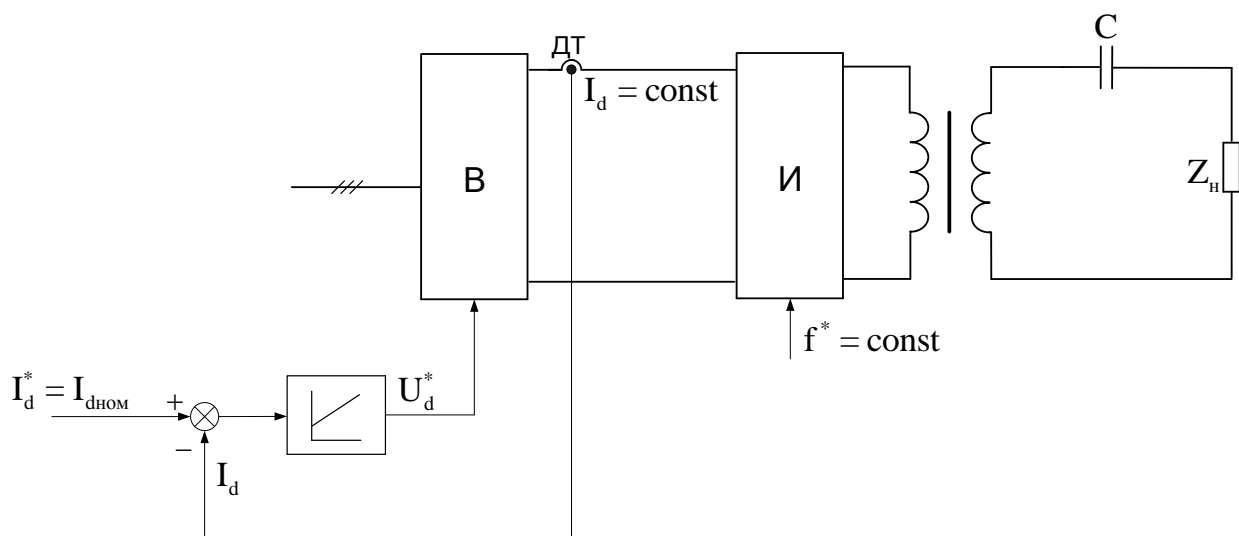 C
ДТ
I_d = const
В
И
Z_н
f^* = const
I_d^* = I_dном
+
−
U_d^*
I_d